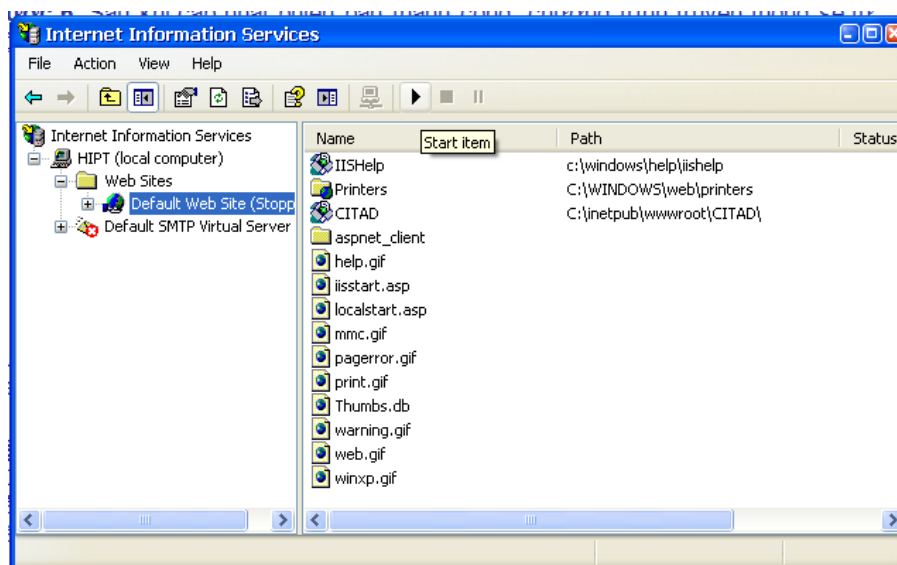 Internet Information Services
File Action View Help
Internet Information Services
HIPT (local computer)
Web Sites
Default Web Site (Stopp
Default SMTP Virtual Server
Name Path Status
Start item
IISHelp c:\windows\help\iishelp
Printers C:\WINDOWS\web\printers
CITAD C:\inetpub\wwwroot\CITAD\
aspnet_client
help.gif
iisstart.asp
localstart.asp
mmc.gif
pagerror.gif
print.gif
Thumbs.db
warning.gif
web.gif
winxp.gif